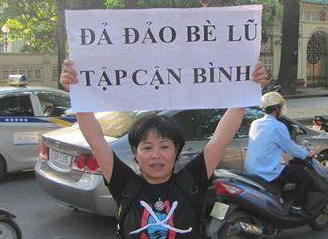 ĐẢ ĐẢO BÈ LŨ
TẬP CẬN BÌNH